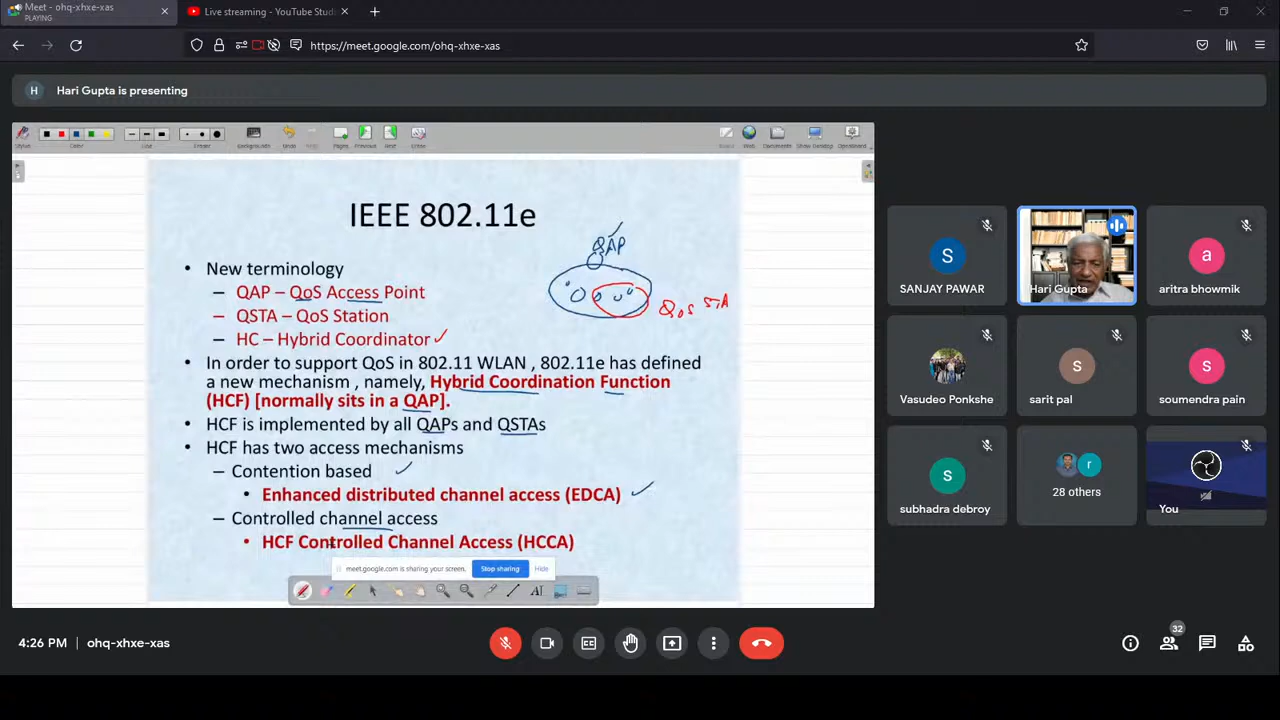 Meet - ohq-xhxe-xas
PLAYING
Live streaming - YouTube Stud
https://meet.google.com/ohq-xhxe-xas
H Hari Gupta is presenting
IEEE 802.11e
QAP
• New terminology
– QAP – QoS Access Point
– QSTA – QoS Station
QoS STA
– HC – Hybrid Coordinator
• In order to support QoS in 802.11 WLAN , 802.11e has defined
a new mechanism , namely, Hybrid Coordination Function
(HCF) [normally sits in a QAP].
• HCF is implemented by all QAPs and QSTAs
• HCF has two access mechanisms
– Contention based
• Enhanced distributed channel access (EDCA)
– Controlled channel access
• HCF Controlled Channel Access (HCCA)
meet.google.com is sharing your screen. Stop sharing Hide
S
SANJAY PAWAR
Hari Gupta
a
aritra bhowmik
Vasudeo Ponkshe
s
sarit pal
s
soumendra pain
s
subhadra debroy
r
28 others
You
4:26 PM | ohq-xhxe-xas
32